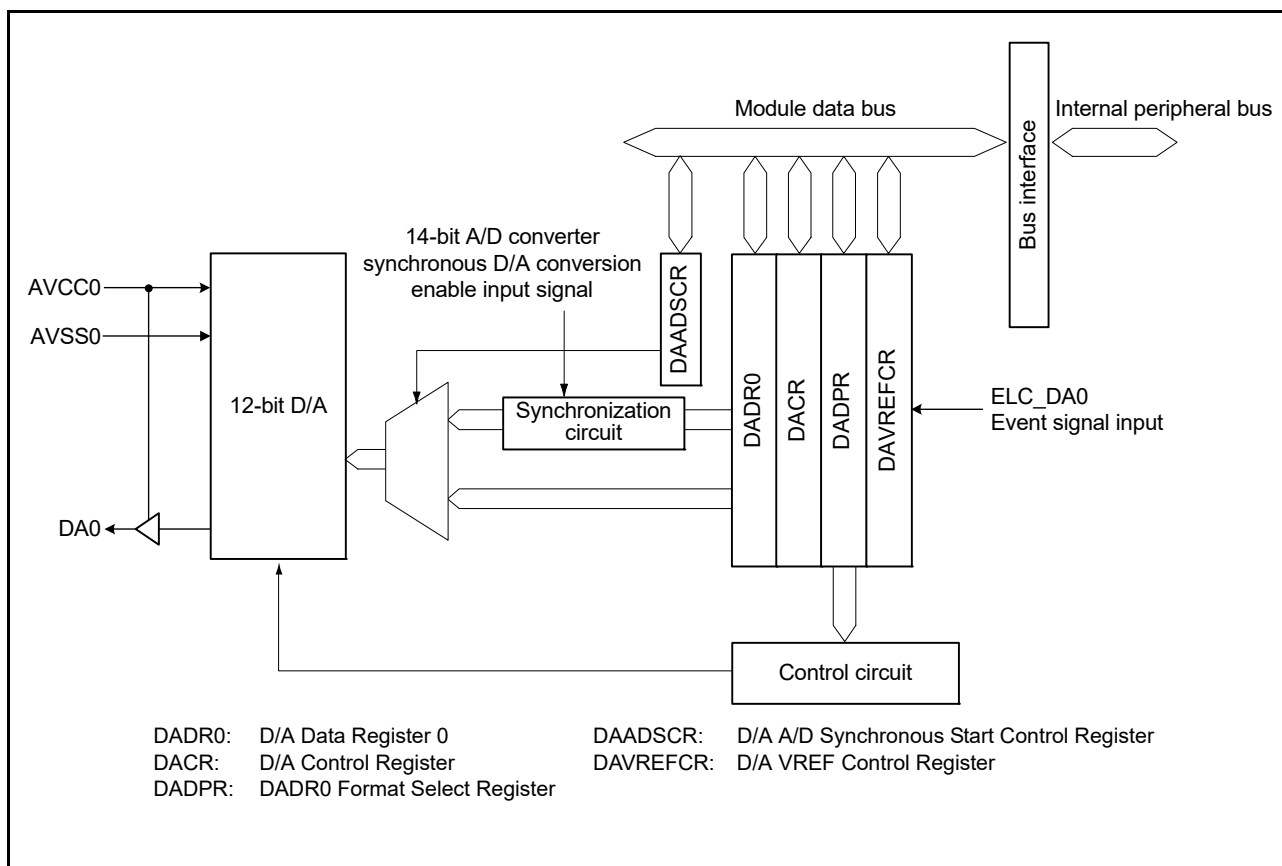 Module data bus
Internal peripheral bus
Bus interface
14-bit A/D converter
synchronous D/A conversion
enable input signal
DAADSCR
AVCC0
AVSS0
12-bit D/A
Synchronization
circuit
DADR0
DACR
DADPR
DAVREFCR
ELC_DA0
Event signal input
DA0
Control circuit
DADR0: D/A Data Register 0
DACR: D/A Control Register
DADPR: DADR0 Format Select Register
DAADSCR: D/A A/D Synchronous Start Control Register
DAVREFCR: D/A VREF Control Register